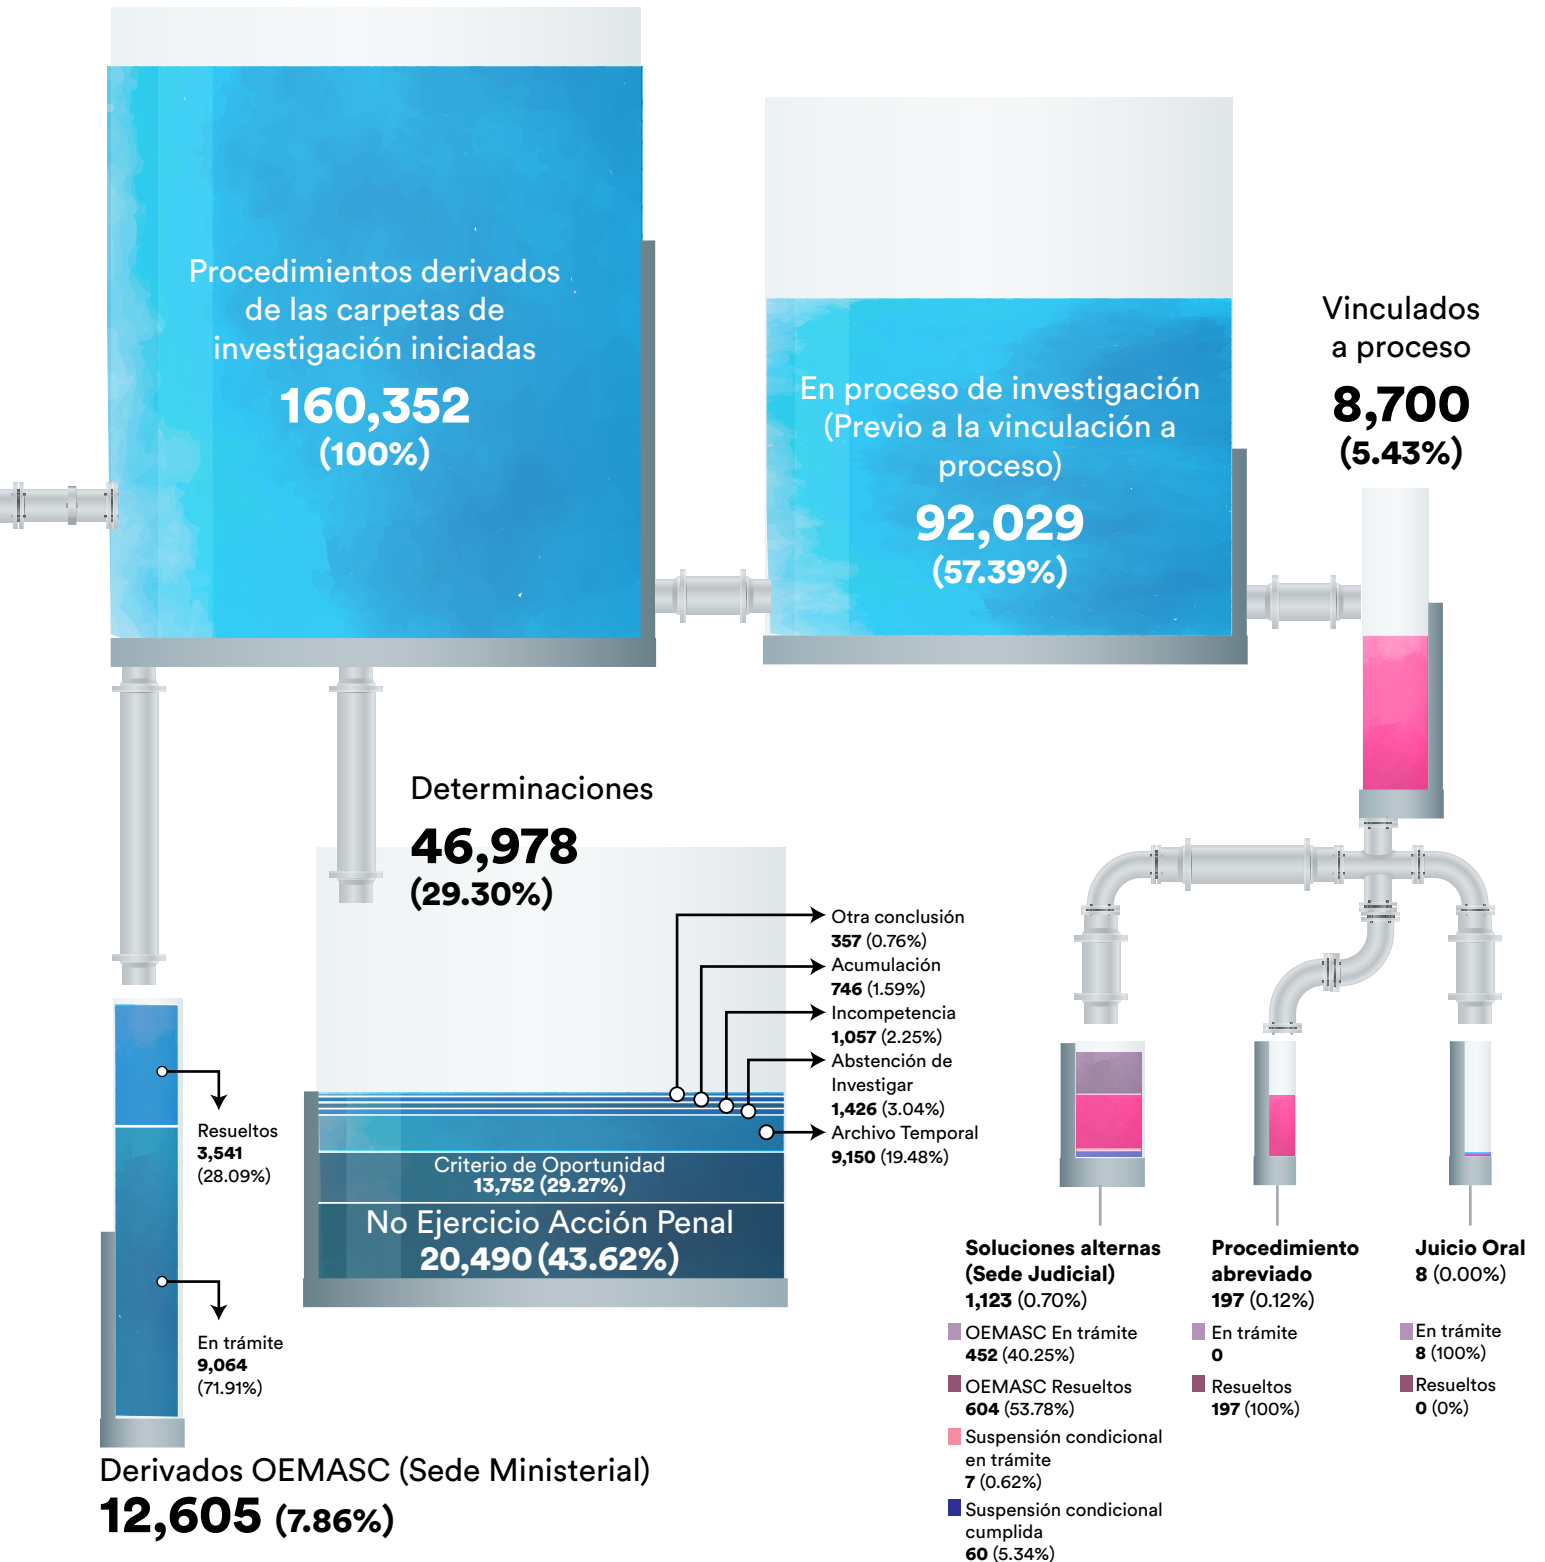 Procedimientos derivados
de las carpetas de
investigación iniciadas
160,352
(100%)
En proceso de investigación
(Previo a la vinculación a
proceso)
92,029
(57.39%)
Vinculados
a proceso
8,700
(5.43%)
Determinaciones
46,978
(29.30%)
Otra conclusión
357 (0.76%)
Acumulación
746 (1.59%)
Incompetencia
1,057 (2.25%)
Abstención de
Investigar
1,426 (3.04%)
Archivo Temporal
9,150 (19.48%)
Criterio de Oportunidad
13,752 (29.27%)
No Ejercicio Acción Penal
20,490 (43.62%)
Resueltos
3,541
(28.09%)
En trámite
9,064
(71.91%)
Derivados OEMASC (Sede Ministerial)
12,605 (7.86%)
Soluciones alternas
(Sede Judicial)
1,123 (0.70%)
OEMASC En trámite
452 (40.25%)
OEMASC Resueltos
604 (53.78%)
Suspensión condicional
en trámite
7 (0.62%)
Suspensión condicional
cumplida
60 (5.34%)
Procedimiento
abreviado
197 (0.12%)
En trámite
0
Resueltos
197 (100%)
Juicio Oral
8 (0.00%)
En trámite
8 (100%)
Resueltos
0 (0%)